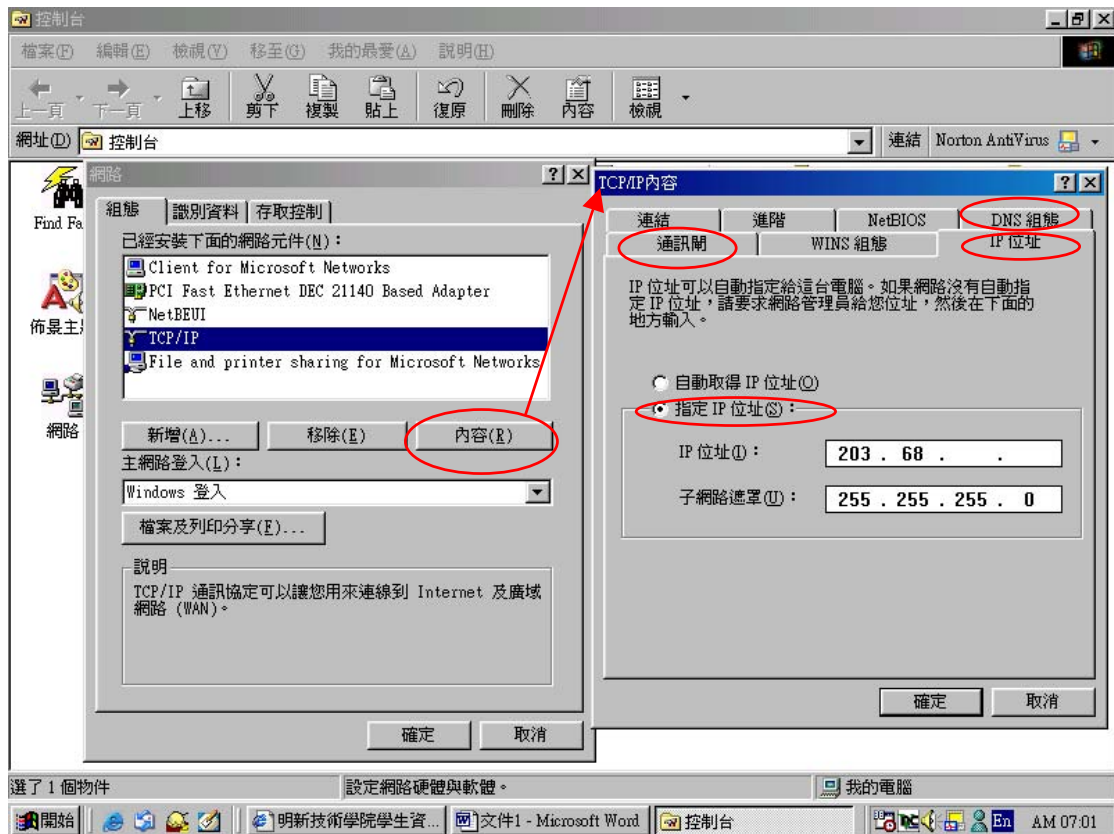 控制台
檔案(F) 編輯(E) 檢視(V) 移至(G) 我的最愛(A) 說明(H)
上一頁 下一頁 上移 剪下 複製 貼上 復原 刪除 內容 檢視
網址(D) 控制台 連結 Norton AntiVirus
Find Fa
佈景主
網路
網路
組態 識別資料 存取控制
已經安裝下面的網路元件(N)：
Client for Microsoft Networks
PCI Fast Ethernet DEC 21140 Based Adapter
NetBEUI
TCP/IP
File and printer sharing for Microsoft Networks
新增(A)... 移除(E) 內容(R)
主網路登入(L)：
Windows 登入
檔案及列印分享(F)...
說明
TCP/IP 通訊協定可以讓您用來連線到 Internet 及廣域
網路 (WAN)。
確定 取消
TCP/IP內容
連結 進階 NetBIOS DNS 組態
通訊閘 WINS 組態 IP 位址
IP 位址可以自動指定給這台電腦。如果網路沒有自動指
定 IP 位址，請要求網路管理員給您位址，然後在下面的
地方輸入。
自動取得 IP 位址(O)
指定 IP 位址(S)：
IP 位址(I)： 203 . 68 . .
子網路遮罩(U)： 255 . 255 . 255 . 0
確定 取消
選了 1 個物件 設定網路硬體與軟體。 我的電腦
開始 明新技術學院學生資... 文件1 - Microsoft Word 控制台 En AM 07:01